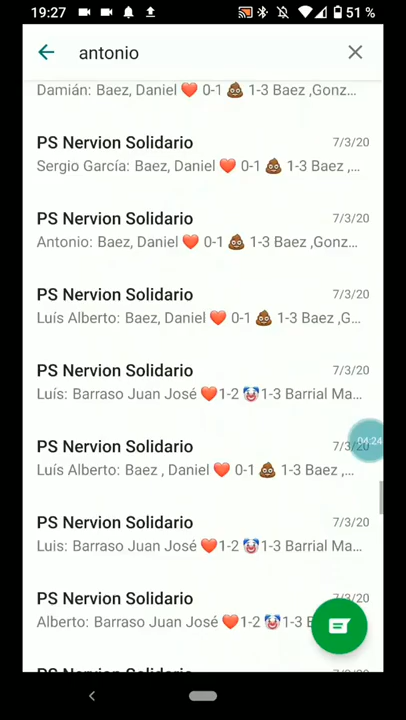 19:27 51 %
antonio
Damián: Baez, Daniel ❤️ 0-1 💩 1-3 Baez ,Gonz...
PS Nervion Solidario 7/3/20
Sergio García: Baez, Daniel ❤️ 0-1 💩 1-3 Baez ,...
PS Nervion Solidario 7/3/20
Antonio: Baez, Daniel ❤️ 0-1 💩 1-3 Baez ,Gonz...
PS Nervion Solidario 7/3/20
Luís Alberto: Baez, Daniel ❤️ 0-1 💩 1-3 Baez ,G...
PS Nervion Solidario 7/3/20
Luís: Barraso Juan José ❤️1-2 🤡1-3 Barrial Ma...
PS Nervion Solidario 7/3/20
04:24
Luís Alberto: Baez , Daniel ❤️ 0-1 💩 1-3 Baez ,...
PS Nervion Solidario 7/3/20
Luis: Barraso Juan José ❤️1-2 🤡1-3 Barrial Ma...
PS Nervion Solidario 7/3/20
Alberto: Barraso Juan José ❤️1-2 🤡1-3 B
PS Nervion Solidario